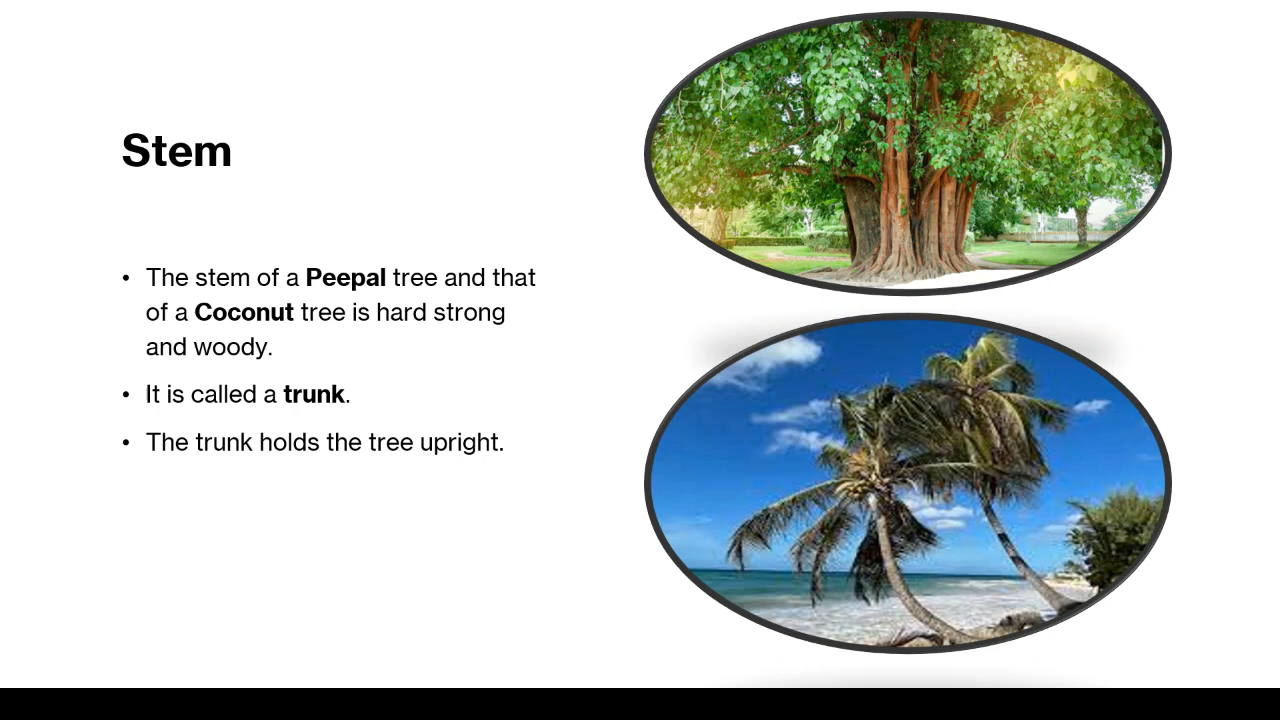 Stem
• The stem of a Peepal tree and that
of a Coconut tree is hard strong
and woody.
• It is called a trunk.
• The trunk holds the tree upright.